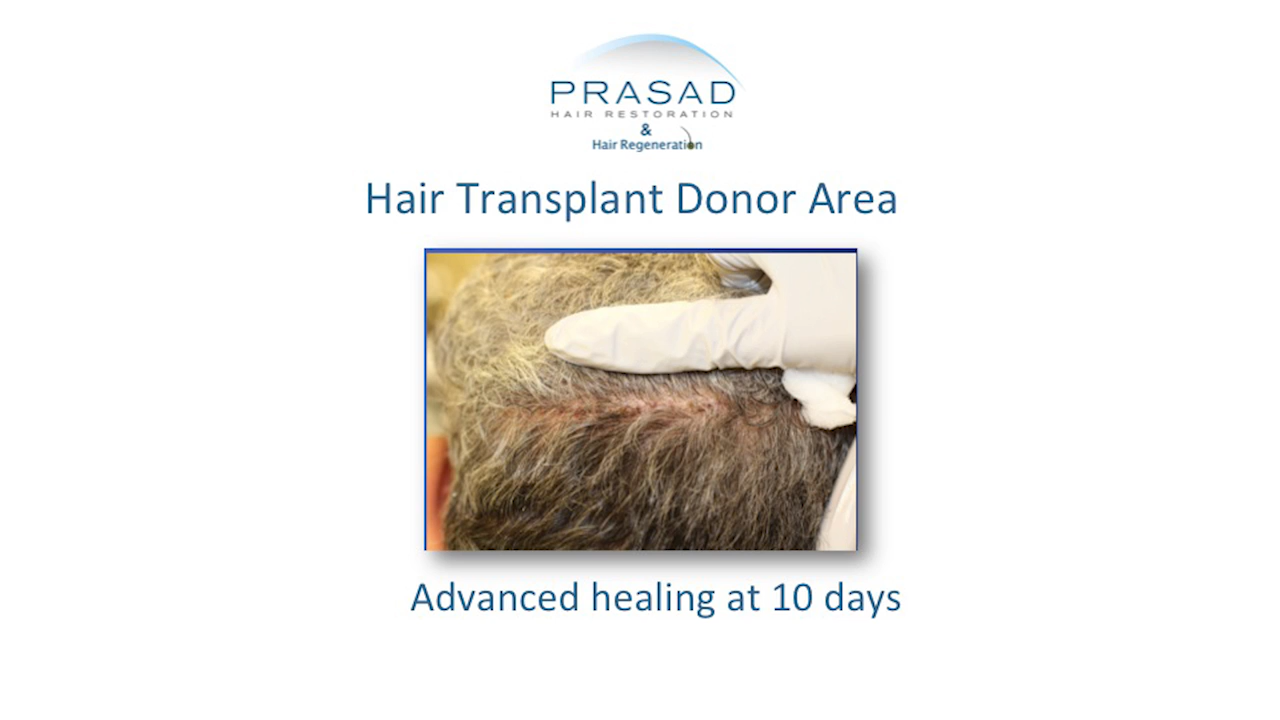 PRASAD
HAIR RESTORATION
&
Hair Regeneration
Hair Transplant Donor Area
Advanced healing at 10 days